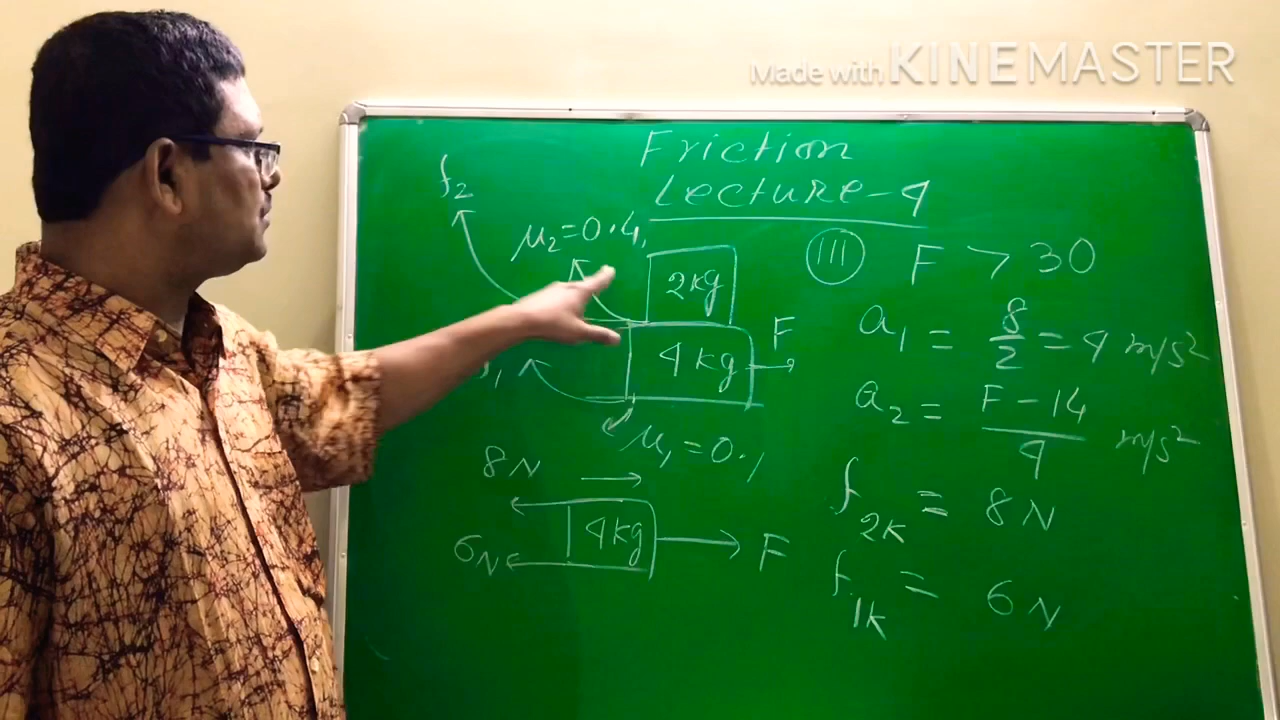 Made with KINEMASTER
Friction
Lecture-4
f2
μ2=0.4,
2kg
4kg
F
μ1=0.1
8N
6N
4kg
F
III
F > 30
a1 = 8/2 = 4 m/s²
a2 = F-14/4 m/s²
f2k = 8N
f1k = 6N